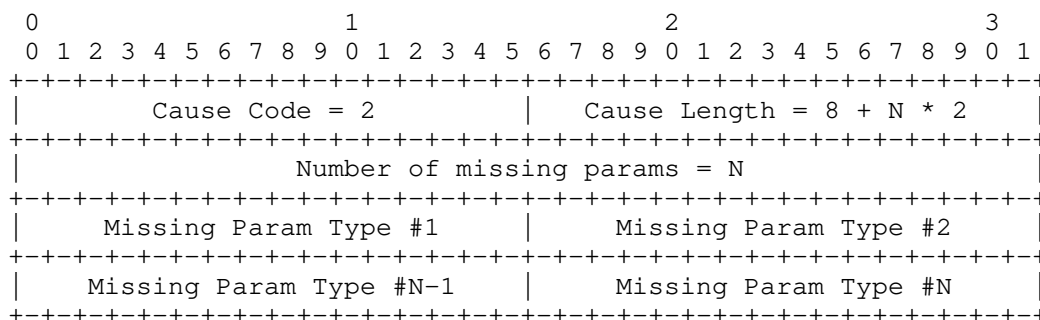 0                   1                   2                   3
 0 1 2 3 4 5 6 7 8 9 0 1 2 3 4 5 6 7 8 9 0 1 2 3 4 5 6 7 8 9 0 1
+-+-+-+-+-+-+-+-+-+-+-+-+-+-+-+-+-+-+-+-+-+-+-+-+-+-+-+-+-+-+-+-+
|        Cause Code = 2         |   Cause Length = 8 + N * 2    |
+-+-+-+-+-+-+-+-+-+-+-+-+-+-+-+-+-+-+-+-+-+-+-+-+-+-+-+-+-+-+-+-+
|                 Number of missing params = N                  |
+-+-+-+-+-+-+-+-+-+-+-+-+-+-+-+-+-+-+-+-+-+-+-+-+-+-+-+-+-+-+-+-+
|     Missing Param Type #1     |     Missing Param Type #2     |
+-+-+-+-+-+-+-+-+-+-+-+-+-+-+-+-+-+-+-+-+-+-+-+-+-+-+-+-+-+-+-+-+
|    Missing Param Type #N-1    |     Missing Param Type #N     |
+-+-+-+-+-+-+-+-+-+-+-+-+-+-+-+-+-+-+-+-+-+-+-+-+-+-+-+-+-+-+-+-+